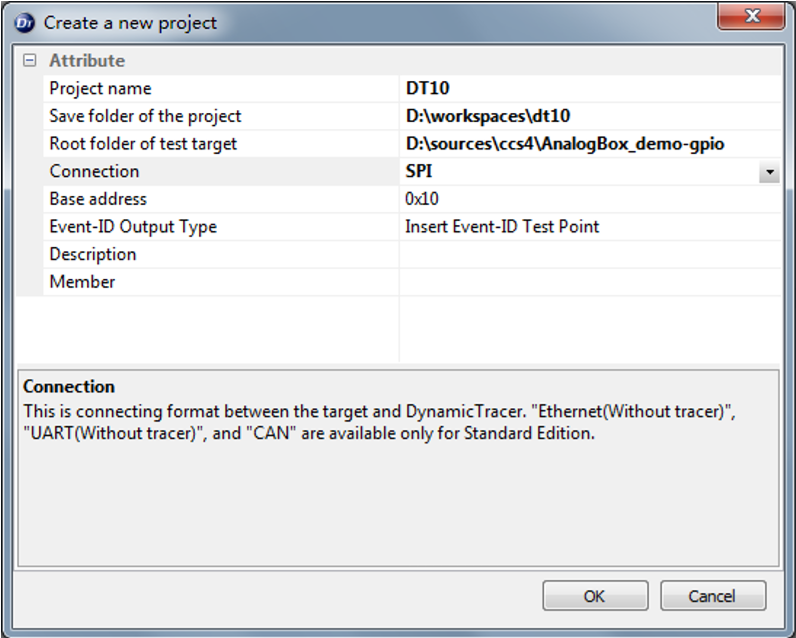 Dt Create a new project
Attribute
Project name DT10
Save folder of the project D:\workspaces\dt10
Root folder of test target D:\sources\ccs4\AnalogBox_demo-gpio
Connection SPI
Base address 0x10
Event-ID Output Type Insert Event-ID Test Point
Description
Member
Connection
This is connecting format between the target and DynamicTracer. "Ethernet(Without tracer)",
"UART(Without tracer)", and "CAN" are available only for Standard Edition.
OK Cancel